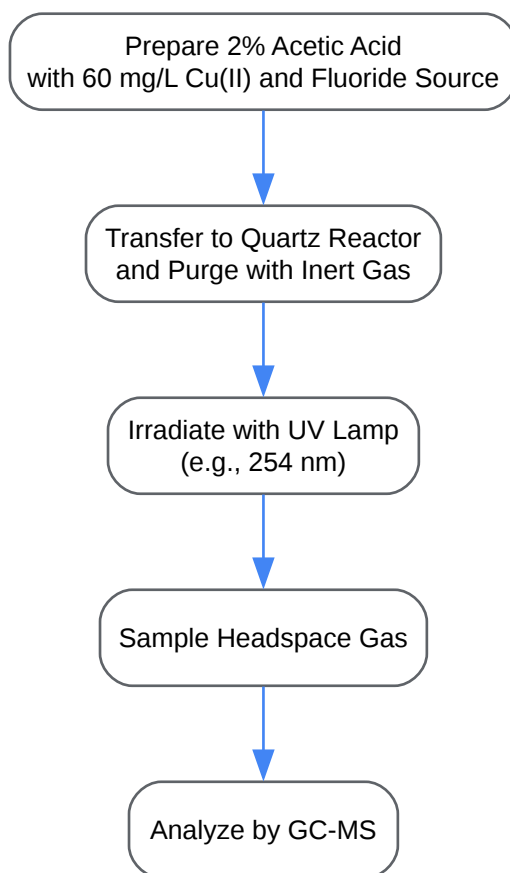 Prepare 2% Acetic Acid
with 60 mg/L Cu(II) and Fluoride Source
Transfer to Quartz Reactor
and Purge with Inert Gas
Irradiate with UV Lamp
(e.g., 254 nm)
Sample Headspace Gas
Analyze by GC-MS